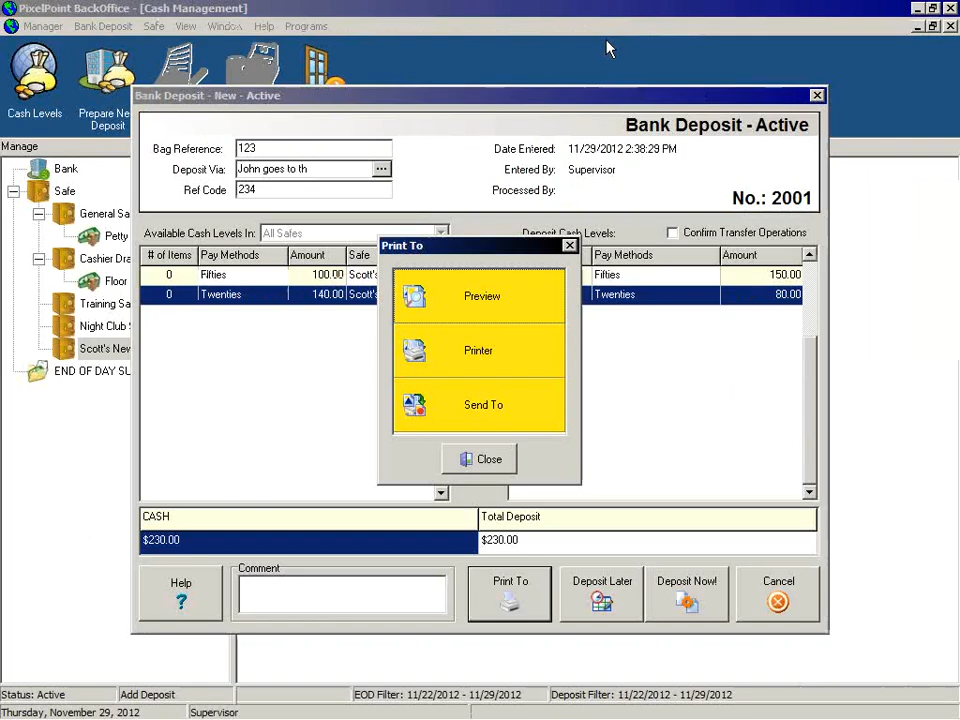 PixelPoint BackOffice - [Cash Management]
Manager Bank Deposit Safe View Window Help Programs
Cash Levels
Prepare Ne
Deposit
Manage
Bank
Safe
General Sa
Petty
Cashier Dra
Floor
Training Sa
Night Club S
Scott's New
END OF DAY SU
Bank Deposit - New - Active
Bank Deposit - Active
Bag Reference: 123
Date Entered: 11/29/2012 2:38:29 PM
Deposit Via: John goes to th ...
Entered By: Supervisor
Ref Code 234
Processed By:
No.: 2001
Available Cash Levels In: All Safes
Deposit Cash Levels:
Confirm Transfer Operations
# of Items Pay Methods Amount Safe
0 Fifties 100.00 Scott's
0 Twenties 140.00 Scott's
Pay Methods Amount
Fifties 150.00
Twenties 80.00
Print To
Preview
Printer
Send To
Close
CASH Total Deposit
$230.00 $230.00
Help
?
Comment
Print To
Deposit Later
Deposit Now!
Cancel
Status: Active Add Deposit EOD Filter: 11/22/2012 - 11/29/2012 Deposit Filter: 11/22/2012 - 11/29/2012
Thursday, November 29, 2012 Supervisor